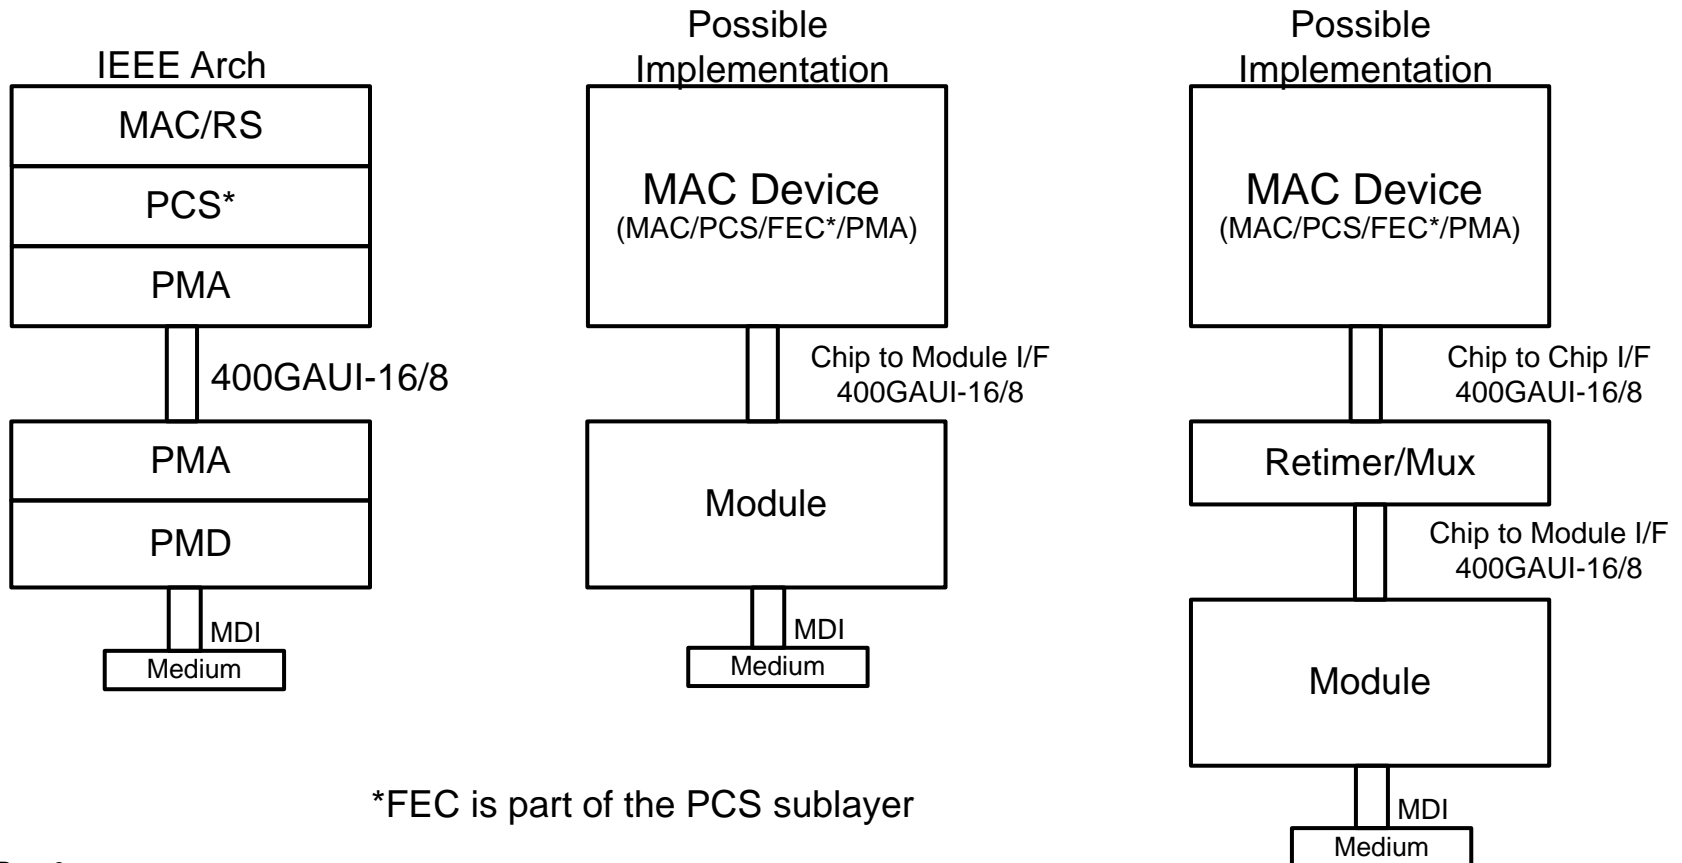 IEEE Arch
MAC/RS
PCS*
PMA
400GAUI-16/8
PMA
PMD
MDI
Medium
Possible
Implementation
MAC Device
(MAC/PCS/FEC*/PMA)
Chip to Module I/F
400GAUI-16/8
Module
MDI
Medium
Possible
Implementation
MAC Device
(MAC/PCS/FEC*/PMA)
Chip to Chip I/F
400GAUI-16/8
Retimer/Mux
Chip to Module I/F
400GAUI-16/8
Module
MDI
Medium
*FEC is part of the PCS sublayer